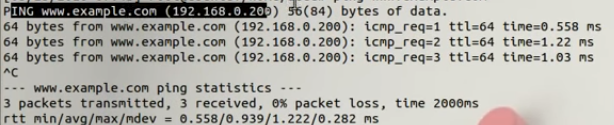 PING www.example.com (192.168.0.200) 56(84) bytes of data.
64 bytes from www.example.com (192.168.0.200): icmp_req=1 ttl=64 time=0.558 ms
64 bytes from www.example.com (192.168.0.200): icmp_req=2 ttl=64 time=1.22 ms
64 bytes from www.example.com (192.168.0.200): icmp_req=3 ttl=64 time=1.03 ms
^C
--- www.example.com ping statistics ---
3 packets transmitted, 3 received, 0% packet loss, time 2000ms
rtt min/avg/max/mdev = 0.558/0.939/1.222/0.282 ms